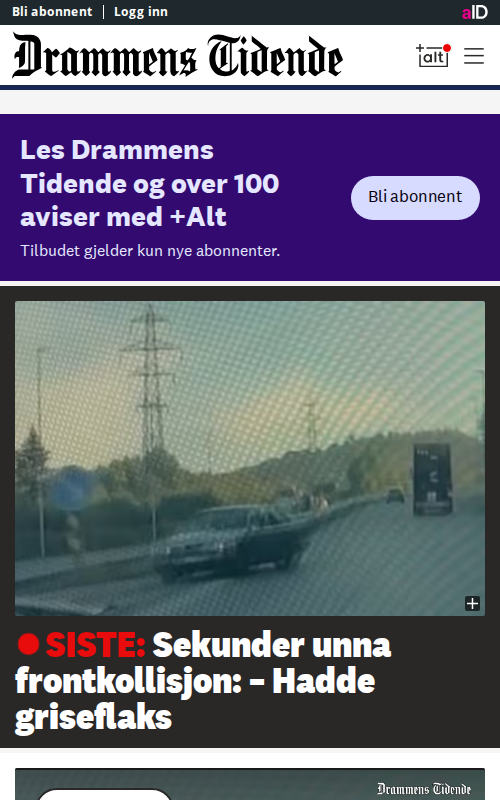 Bli abonnent | Logg inn
aID
Drammens Tidende
+alt
Les Drammens
Tidende og over 100
aviser med +Alt
Tilbudet gjelder kun nye abonnenter.
Bli abonnent
SISTE: Sekunder unna
frontkollisjon: – Hadde
griseflaks
Drammens Tidende